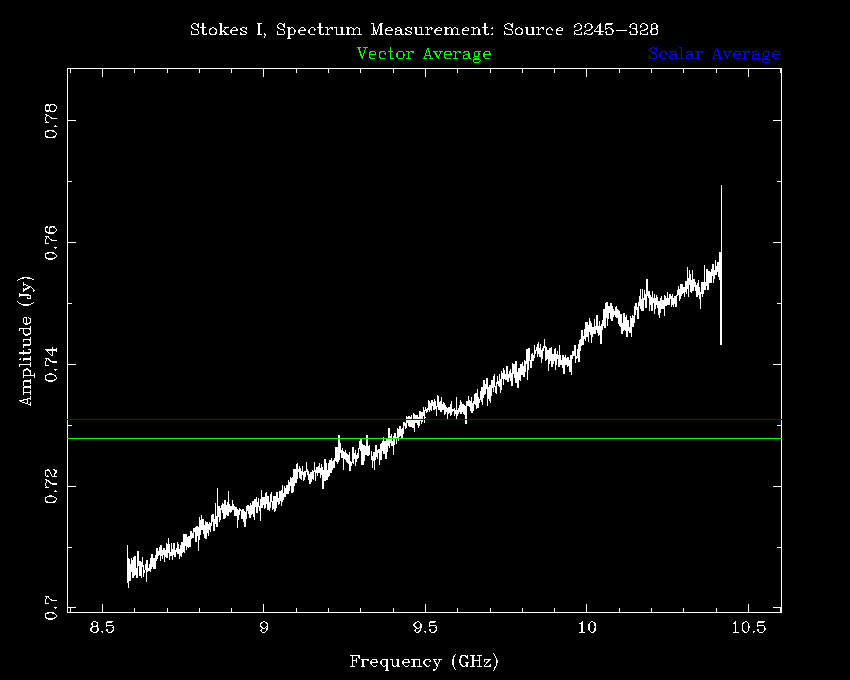 Stokes I, Spectrum Measurement: Source 2245−328
Vector Average
Scalar Average
0.78
0.76
0.74
0.72
0.7
Amplitude (Jy)
8.5
9
9.5
10
10.5
Frequency (GHz)